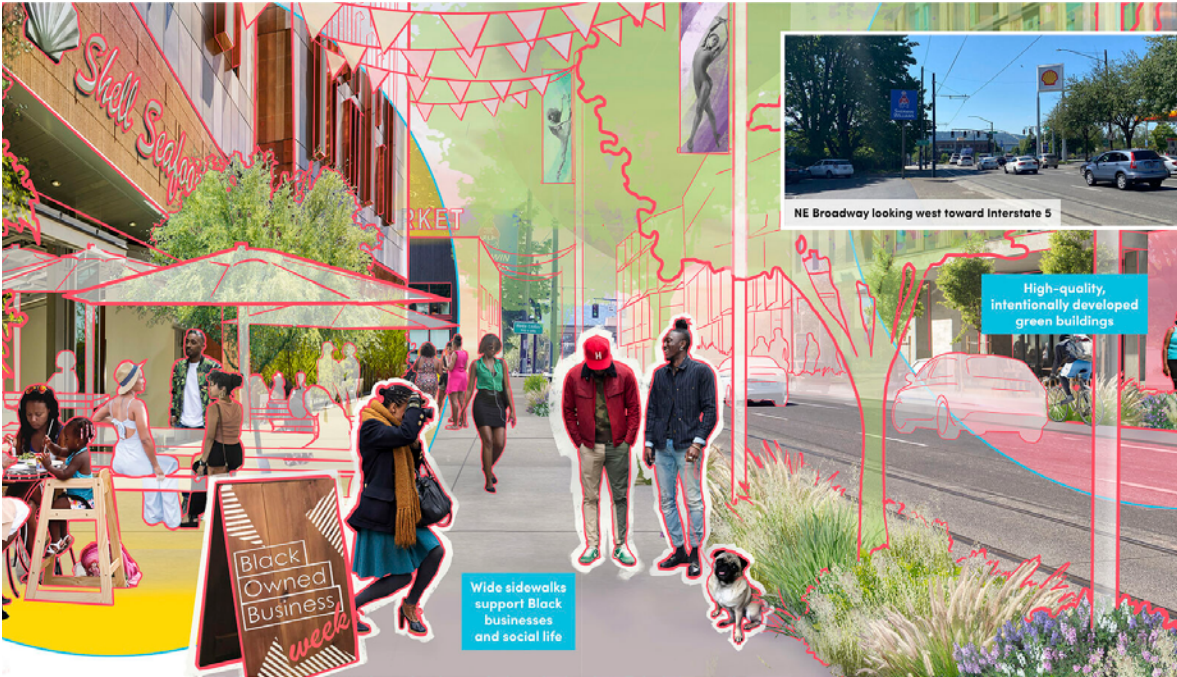 Shell Seafood
RKET
WIN
H
NE Broadway looking west toward Interstate 5
High-quality,
intentionally developed
green buildings
Black
Owned
Business
week
Wide sidewalks
support Black
businesses
and social life